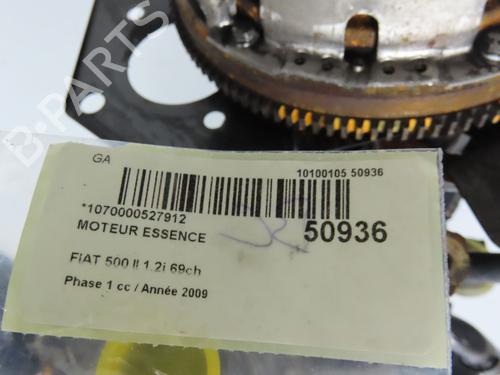 B-PARTS
GA
10100105 50936
*1070000527912
MOTEUR ESSENCE
50936
FIAT 500 II 1.2i 69ch
Phase 1 cc / Année 2009